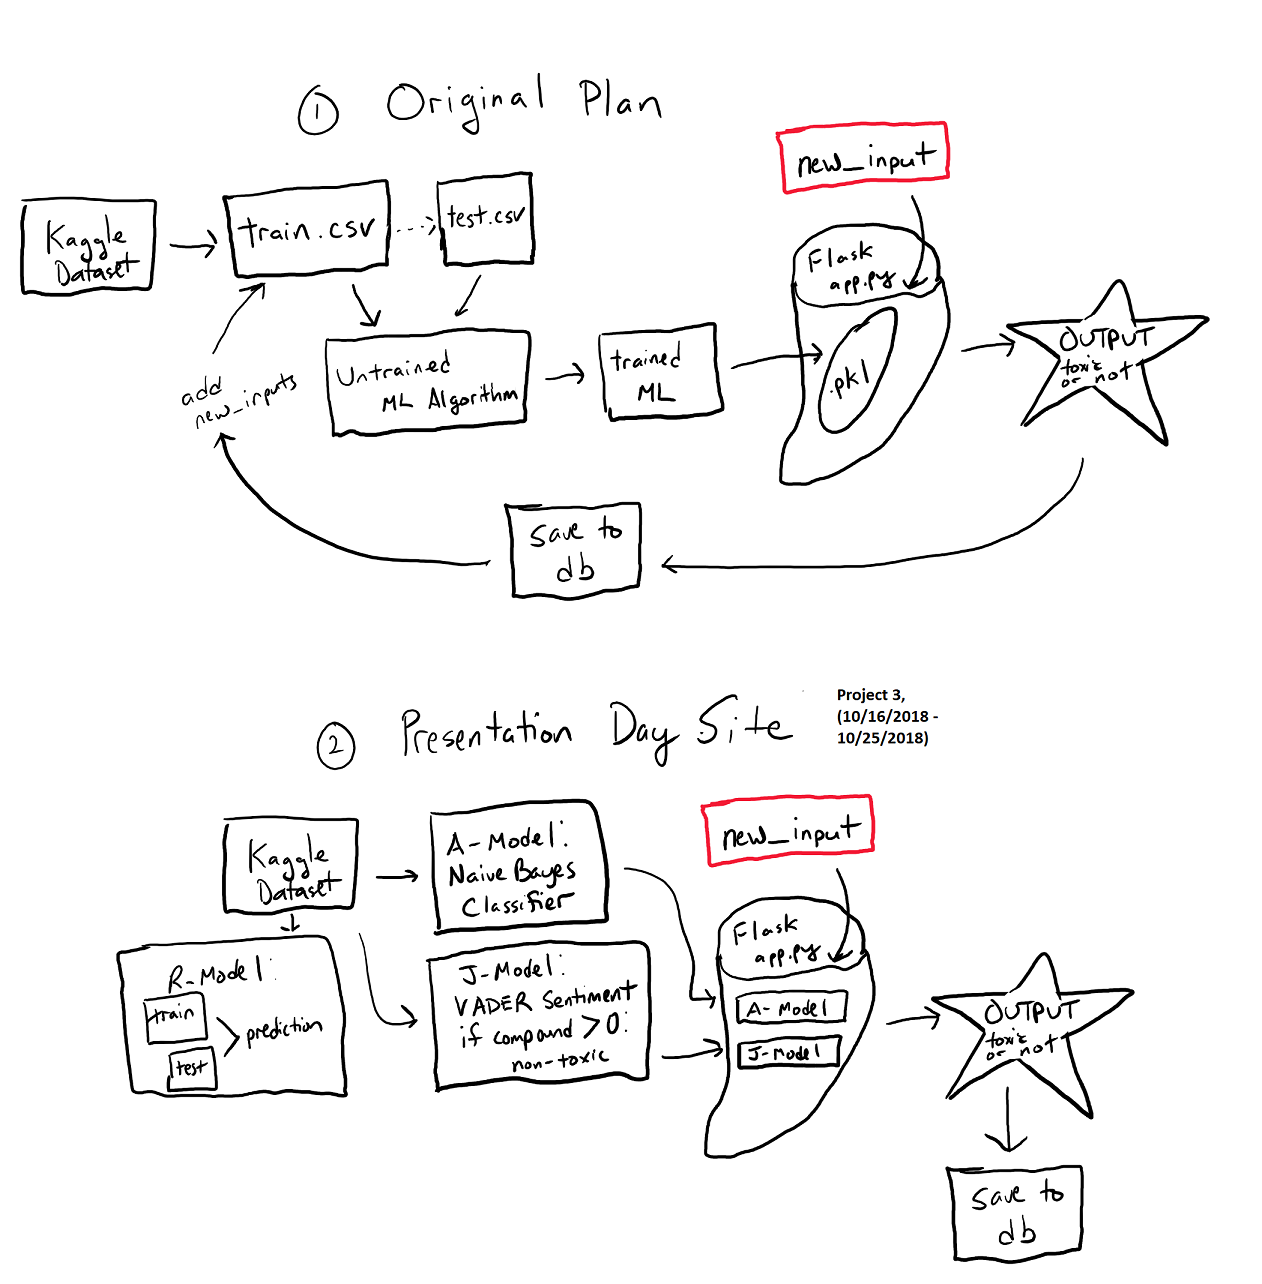 ① Original Plan
new_input
Kaggle
Dataset
train.csv
test.csv
Flask
app.py
OUTPUT
toxic
or not
Untrained
ML Algorithm
trained
ML
.pkl
add
new_inputs
save to
db
② Presentation Day Site
Project 3,
(10/16/2018 -
10/25/2018)
new_input
Kaggle
Dataset
A-Model:
Naive Bayes
Classifier
Flask
app.py
R-Model:
train
test
prediction
J-Model:
VADER Sentiment
if compound > 0:
non-toxic
A-Model
J-Model
OUTPUT
toxic
or not
save to
db